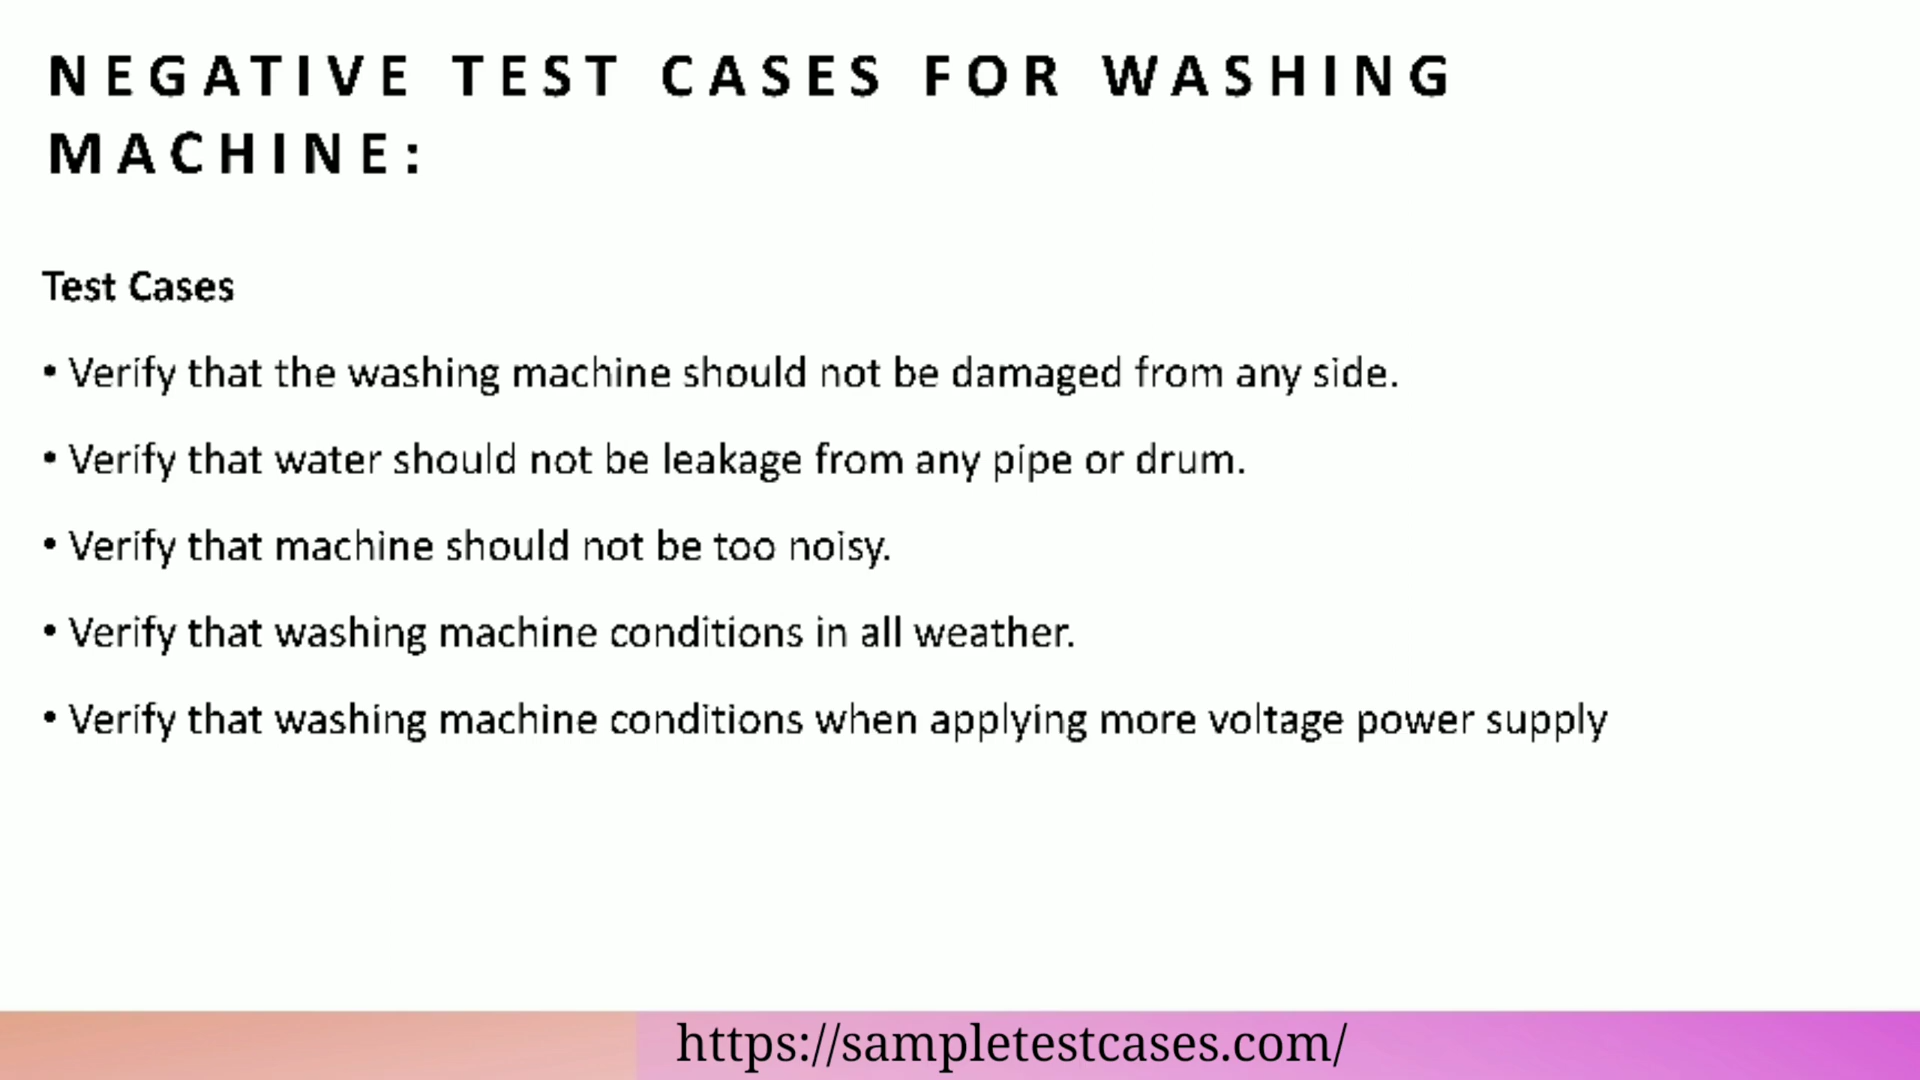 NEGATIVE TEST CASES FOR WASHING
MACHINE:
Test Cases
• Verify that the washing machine should not be damaged from any side.
• Verify that water should not be leakage from any pipe or drum.
• Verify that machine should not be too noisy.
• Verify that washing machine conditions in all weather.
• Verify that washing machine conditions when applying more voltage power supply
https://sampletestcases.com/